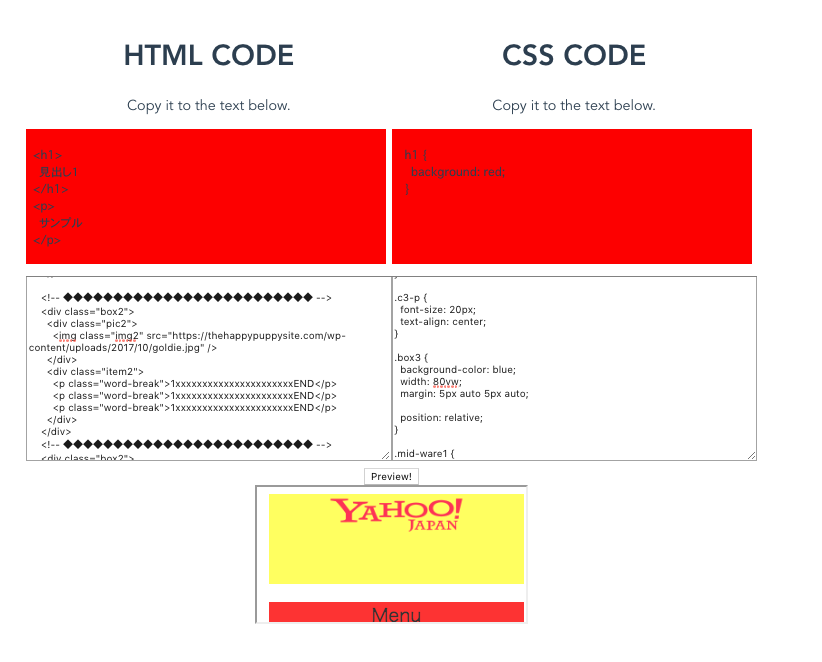 HTML CODE
CSS CODE
Copy it to the text below.
Copy it to the text below.
<h1>
見出し1
</h1>
<p>
サンプル
</p>
h1 {
background: red;
}
<!-- ◆◆◆◆◆◆◆◆◆◆◆◆◆◆◆◆◆◆◆◆◆◆◆◆◆ -->
<div class="box2">
<div class="pic2">
<img class="img2" src="https://thehappypuppysite.com/wp-
content/uploads/2017/10/goldie.jpg" />
</div>
<div class="item2">
<p class="word-break">1xxxxxxxxxxxxxxxxxxxxxxEND</p>
<p class="word-break">1xxxxxxxxxxxxxxxxxxxxxxEND</p>
<p class="word-break">1xxxxxxxxxxxxxxxxxxxxxxEND</p>
</div>
</div>
<!-- ◆◆◆◆◆◆◆◆◆◆◆◆◆◆◆◆◆◆◆◆◆◆◆◆◆ -->
<div class="box2">
.c3-p {
font-size: 20px;
text-align: center;
}
.box3 {
background-color: blue;
width: 80vw;
margin: 5px auto 5px auto;
position: relative;
}
.mid-ware1 {
Preview!
YAHOO!
JAPAN
Menu